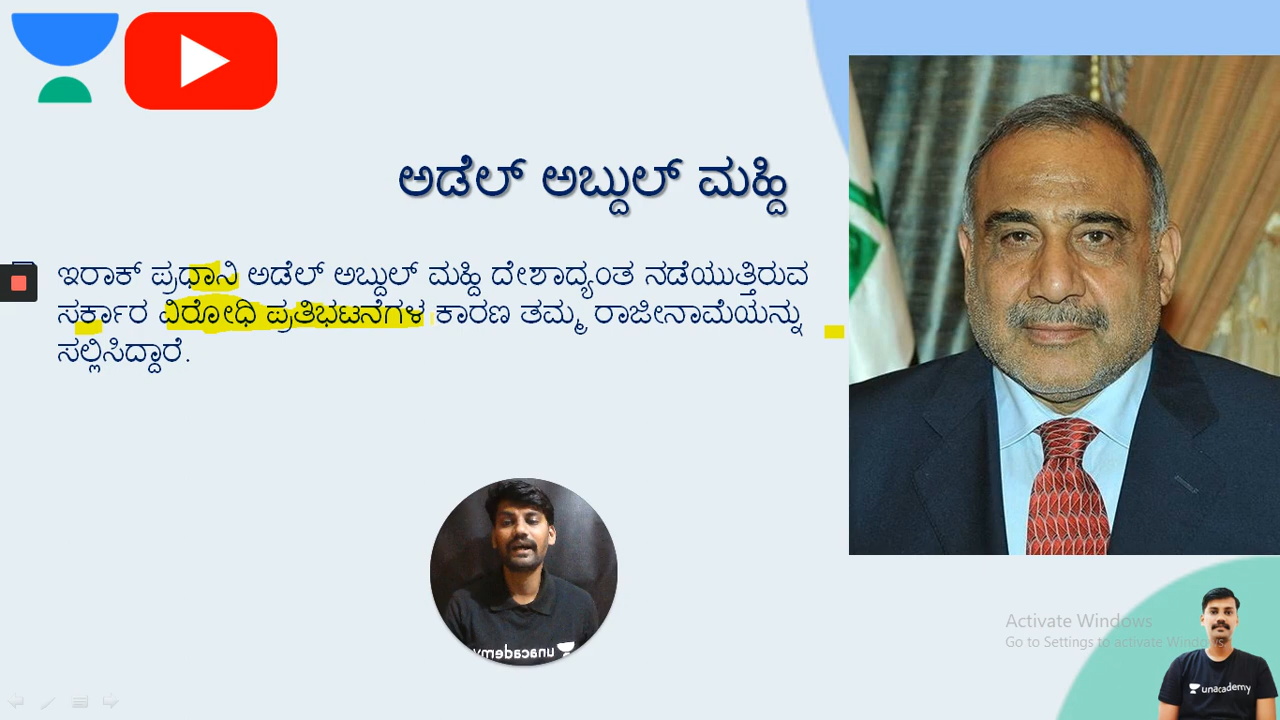 ಅಡೆಲ್ ಅಬ್ದುಲ್ ಮಹ್ದಿ
ಇರಾಕ್ ಪ್ರಧಾನಿ ಅಡೆಲ್ ಅಬ್ದುಲ್ ಮಹ್ದಿ ದೇಶಾದ್ಯಂತ ನಡೆಯುತ್ತಿರುವ
ಸರ್ಕಾರ ವಿರೋಧಿ ಪ್ರತಿಭಟನೆಗಳ ಕಾರಣ ತಮ್ಮ ರಾಜೀನಾಮೆಯನ್ನು
ಸಲ್ಲಿಸಿದ್ದಾರೆ.
unacademy
Activate Windows
Go to Settings to activate Windows
unacademy